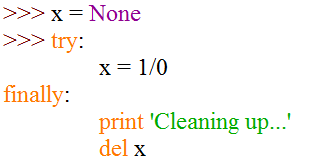 >>> x = None
>>> try:
x = 1/0
finally:
print 'Cleaning up...'
del x